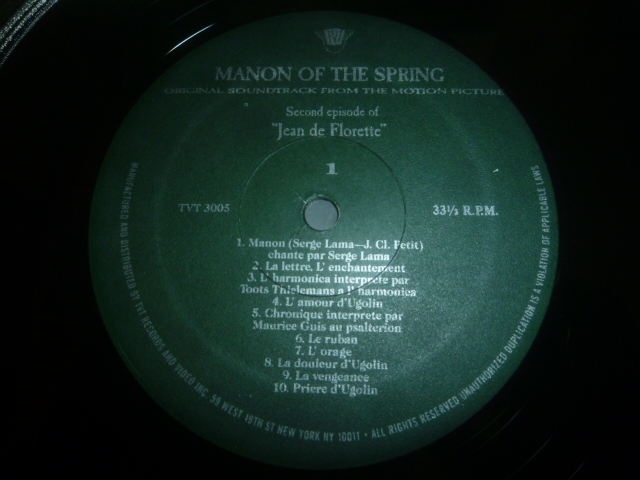 MANON OF THE SPRING
ORIGINAL SOUNDTRACK FROM THE MOTION PICTURE
Second episode of
"Jean de Florette"
1
TVT 3005
33⅓ R.P.M.
1. Manon (Serge Lama—J. Cl. Petit)
chante par Serge Lama
2. La lettre, L' enchantement
3. L' harmonica interprete par
Toots Thielemans a l' harmonica
4. L' amour d'Ugolin
5. Chronique interprete par
Maurice Guis au psalterion
6. Le ruban
7. L' orage
8. La douleur d'Ugolin
9. La vengeance
10. Priere d'Ugolin
MANUFACTURED AND DISTRIBUTED BY TVT RECORDS AND VIDEO INC. 59 WEST 19TH ST NEW YORK NY 10011 • ALL RIGHTS RESERVED UNAUTHORIZED DUPLICATION IS A VIOLATION OF APPLICABLE LAWS